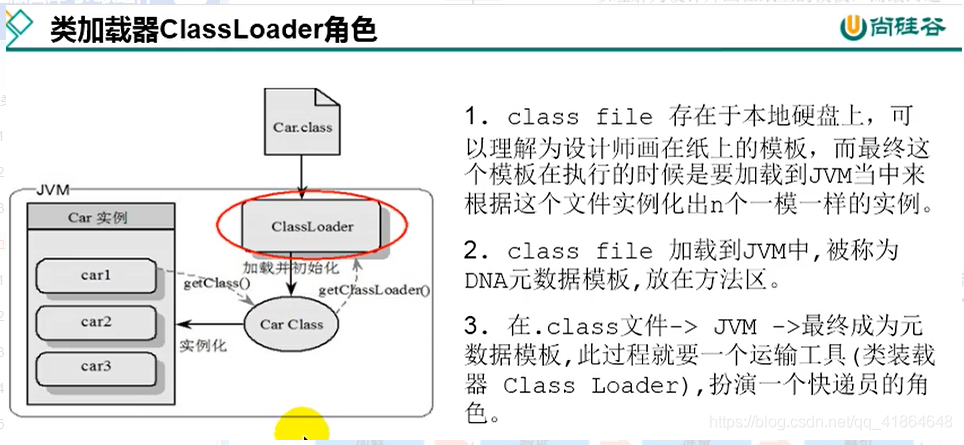 类加载器ClassLoader角色
尚硅谷
Car.class
JVM
Car 实例
ClassLoader
加载并初始化
car1
getClass()
getClassLoader()
car2
Car Class
实例化
car3
1. class file 存在于本地硬盘上，可
以理解为设计师画在纸上的模板，而最终这
个模板在执行的时候是要加载到JVM当中来
根据这个文件实例化出n个一模一样的实例。
2. class file 加载到JVM中,被称为
DNA元数据模板,放在方法区。
3. 在.class文件-> JVM ->最终成为元
数据模板,此过程就要一个运输工具(类装载
器 Class Loader),扮演一个快递员的角
色。
https://blog.csdn.net/qq_41864648